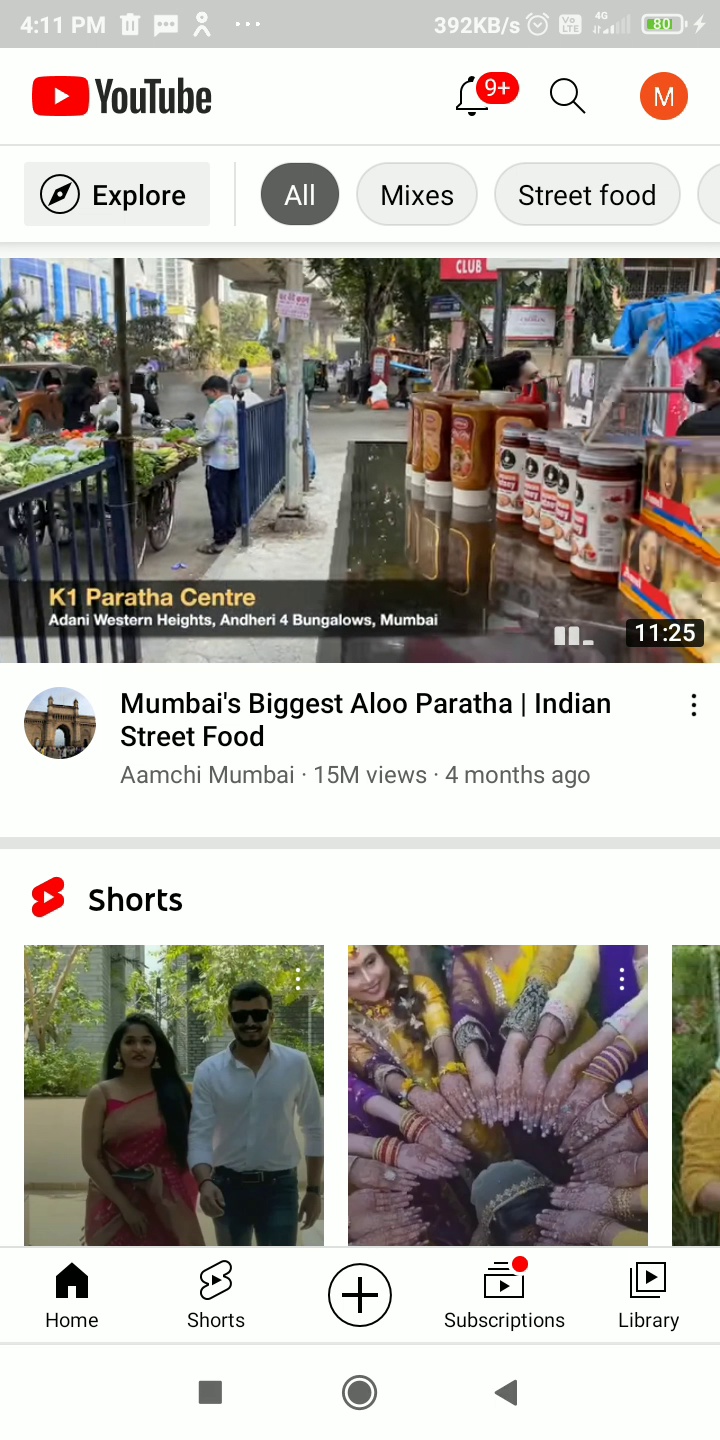 4:11 PM
392KB/s
Vo LTE
4G
80
YouTube
9+
M
Explore
All
Mixes
Street food
CLUB
K1 Paratha Centre
Adani Western Heights, Andheri 4 Bungalows, Mumbai
11:25
Mumbai's Biggest Aloo Paratha | Indian
Street Food
Aamchi Mumbai · 15M views · 4 months ago
Shorts
Home
Shorts
Subscriptions
Library